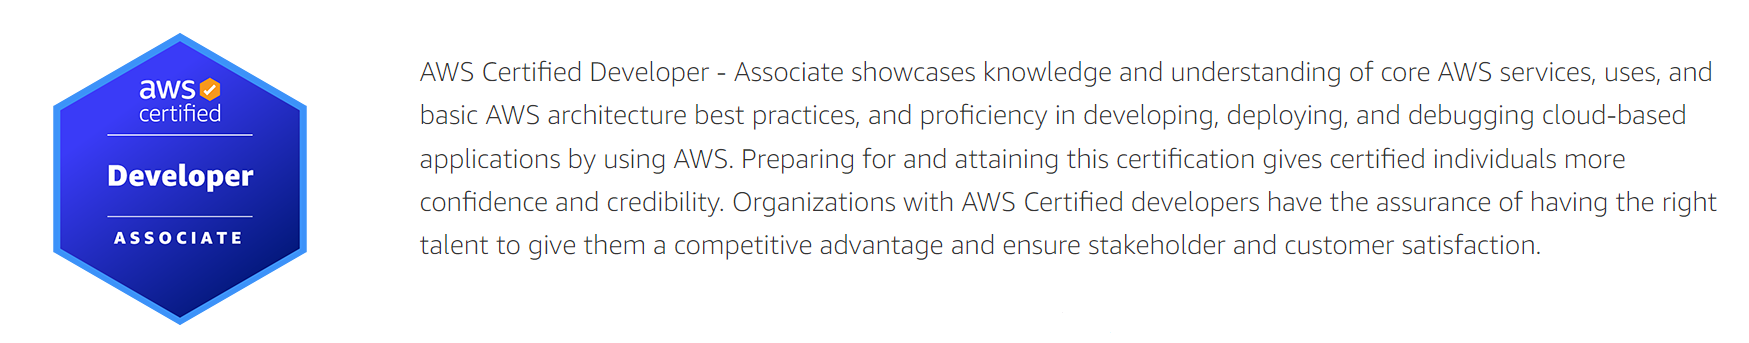 aws
certified
Developer
ASSOCIATE
AWS Certified Developer - Associate showcases knowledge and understanding of core AWS services, uses, and
basic AWS architecture best practices, and proficiency in developing, deploying, and debugging cloud-based
applications by using AWS. Preparing for and attaining this certification gives certified individuals more
confidence and credibility. Organizations with AWS Certified developers have the assurance of having the right
talent to give them a competitive advantage and ensure stakeholder and customer satisfaction.